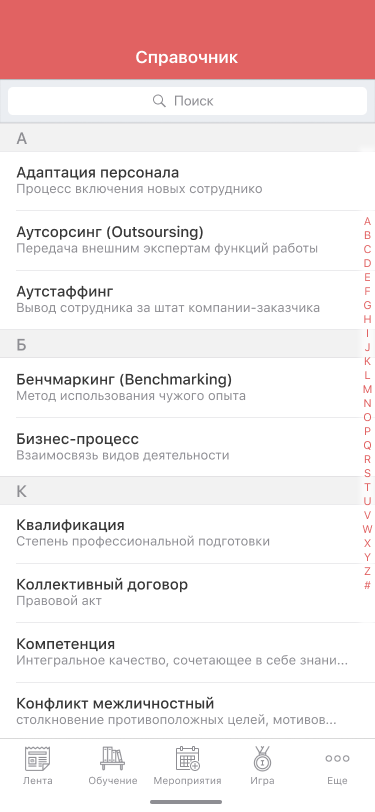 Справочник
Поиск
А
Адаптация персонала
Процесс включения новых сотруднико
Аутсорсинг (Outsoursing)
Передача внешним экспертам функций работы
Аутстаффинг
Вывод сотрудника за штат компании-заказчика
Б
Бенчмаркинг (Benchmarking)
Метод использования чужого опыта
Бизнес-процесс
Взаимосвязь видов деятельности
К
Квалификация
Степень профессиональной подготовки
Коллективный договор
Правовой акт
Компетенция
Интегральное качество, сочетающее в себе знани...
Конфликт межличностный
столкновение противоположных целей, мотивов...
A
B
C
D
E
F
G
H
I
J
K
L
M
N
O
P
Q
R
S
T
U
V
W
X
Y
Z
#
Лента
Обучение
Мероприятия
Игра
Еще